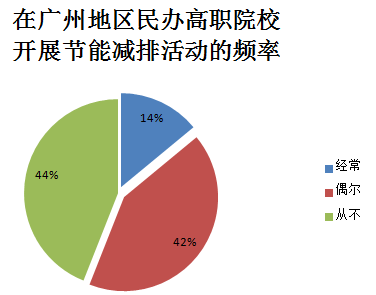 在广州地区民办高职院校
开展节能减排活动的频率
14%
44%
42%
经常
偶尔
从不